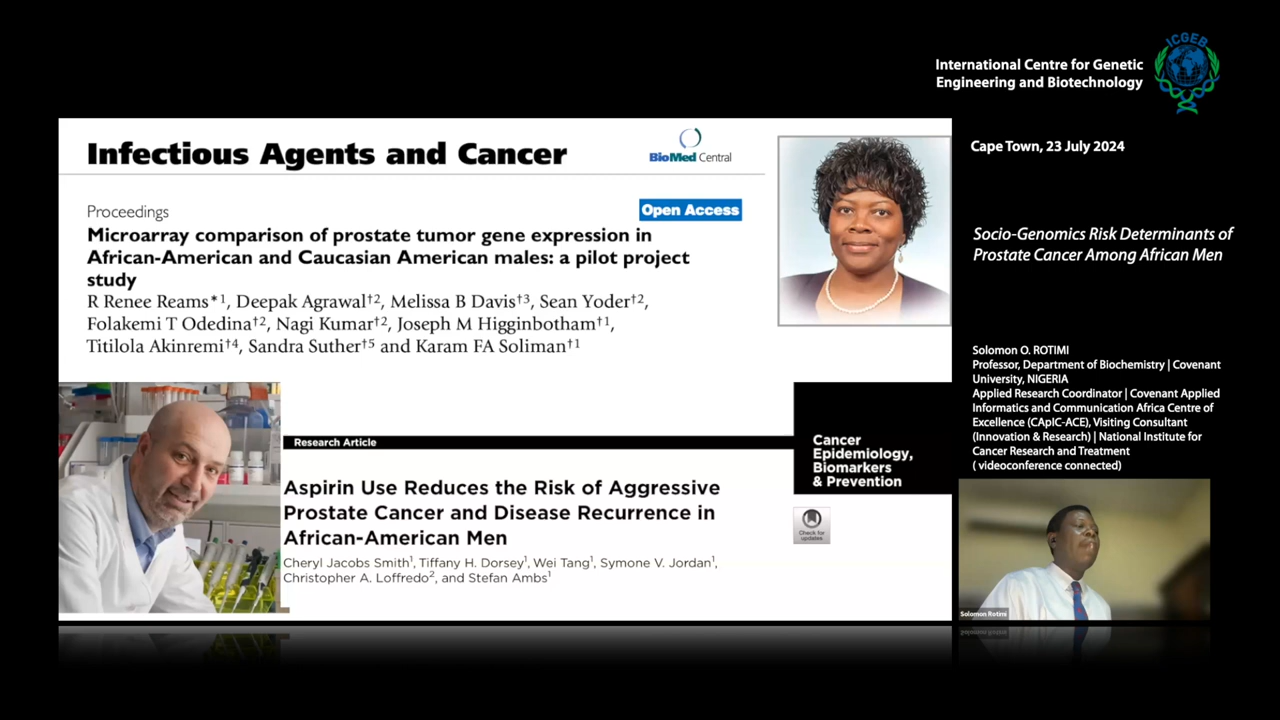 ICGEB
International Centre for Genetic
Engineering and Biotechnology
Infectious Agents and Cancer
BioMed Central
Proceedings
Open Access
Microarray comparison of prostate tumor gene expression in
African-American and Caucasian American males: a pilot project
study
R Renee Reams*1, Deepak Agrawal†2, Melissa B Davis†3, Sean Yoder†2,
Folakemi T Odedina†2, Nagi Kumar†2, Joseph M Higginbotham†1,
Titilola Akinremi†4, Sandra Suther†5 and Karam FA Soliman†1
Research Article
Cancer
Epidemiology,
Biomarkers
& Prevention
Aspirin Use Reduces the Risk of Aggressive
Prostate Cancer and Disease Recurrence in
African-American Men
Cheryl Jacobs Smith1, Tiffany H. Dorsey1, Wei Tang1, Symone V. Jordan1,
Christopher A. Loffredo2, and Stefan Ambs1
Check for
updates
Cape Town, 23 July 2024
Socio-Genomics Risk Determinants of
Prostate Cancer Among African Men
Solomon O. ROTIMI
Professor, Department of Biochemistry | Covenant
University, NIGERIA
Applied Research Coordinator | Covenant Applied
Informatics and Communication Africa Centre of
Excellence (CApIC-ACE), Visiting Consultant
(Innovation & Research) | National Institute for
Cancer Research and Treatment
( videoconference connected)
Solomon Rotimi